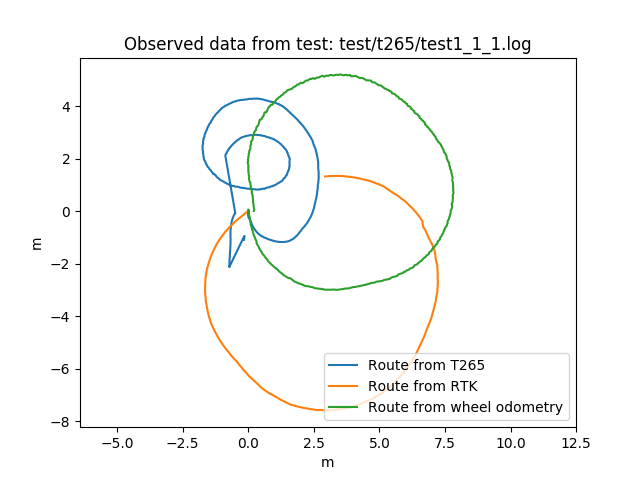 Observed data from test: test/t265/test1_1_1.log
4
2
0
−2
−4
−6
−8
m
Route from T265
Route from RTK
Route from wheel odometry
−5.0 −2.5 0.0 2.5 5.0 7.5 10.0 12.5
m